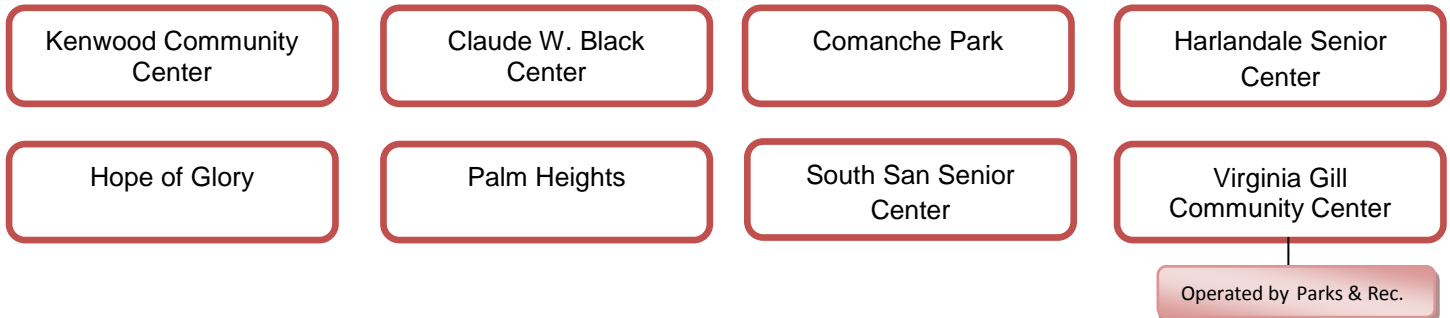 Kenwood Community
Center
Claude W. Black
Center
Comanche Park
Harlandale Senior
Center
Hope of Glory
Palm Heights
South San Senior
Center
Virginia Gill
Community Center
Operated by Parks & Rec.